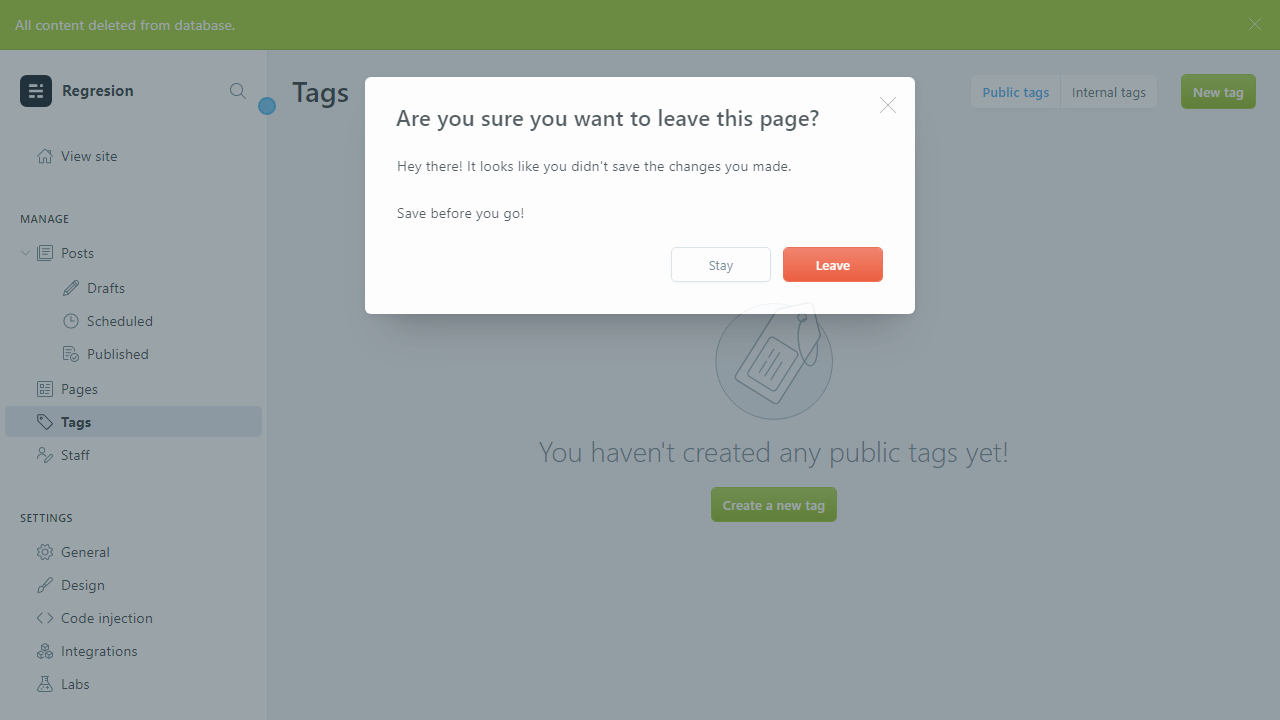 All content deleted from database.
Regresion
Tags
Public tags
Internal tags
New tag
Are you sure you want to leave this page?
Hey there! It looks like you didn't save the changes you made.
Save before you go!
Stay
Leave
View site
MANAGE
Posts
Drafts
Scheduled
Published
Pages
Tags
Staff
You haven't created any public tags yet!
Create a new tag
SETTINGS
General
Design
Code injection
Integrations
Labs